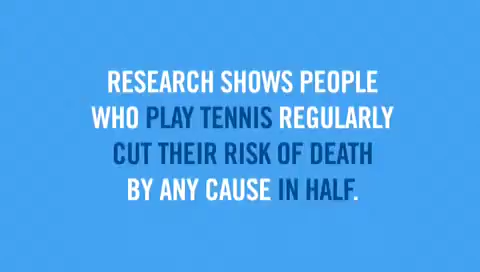 RESEARCH SHOWS PEOPLE
WHO PLAY TENNIS REGULARLY
CUT THEIR RISK OF DEATH
BY ANY CAUSE IN HALF.